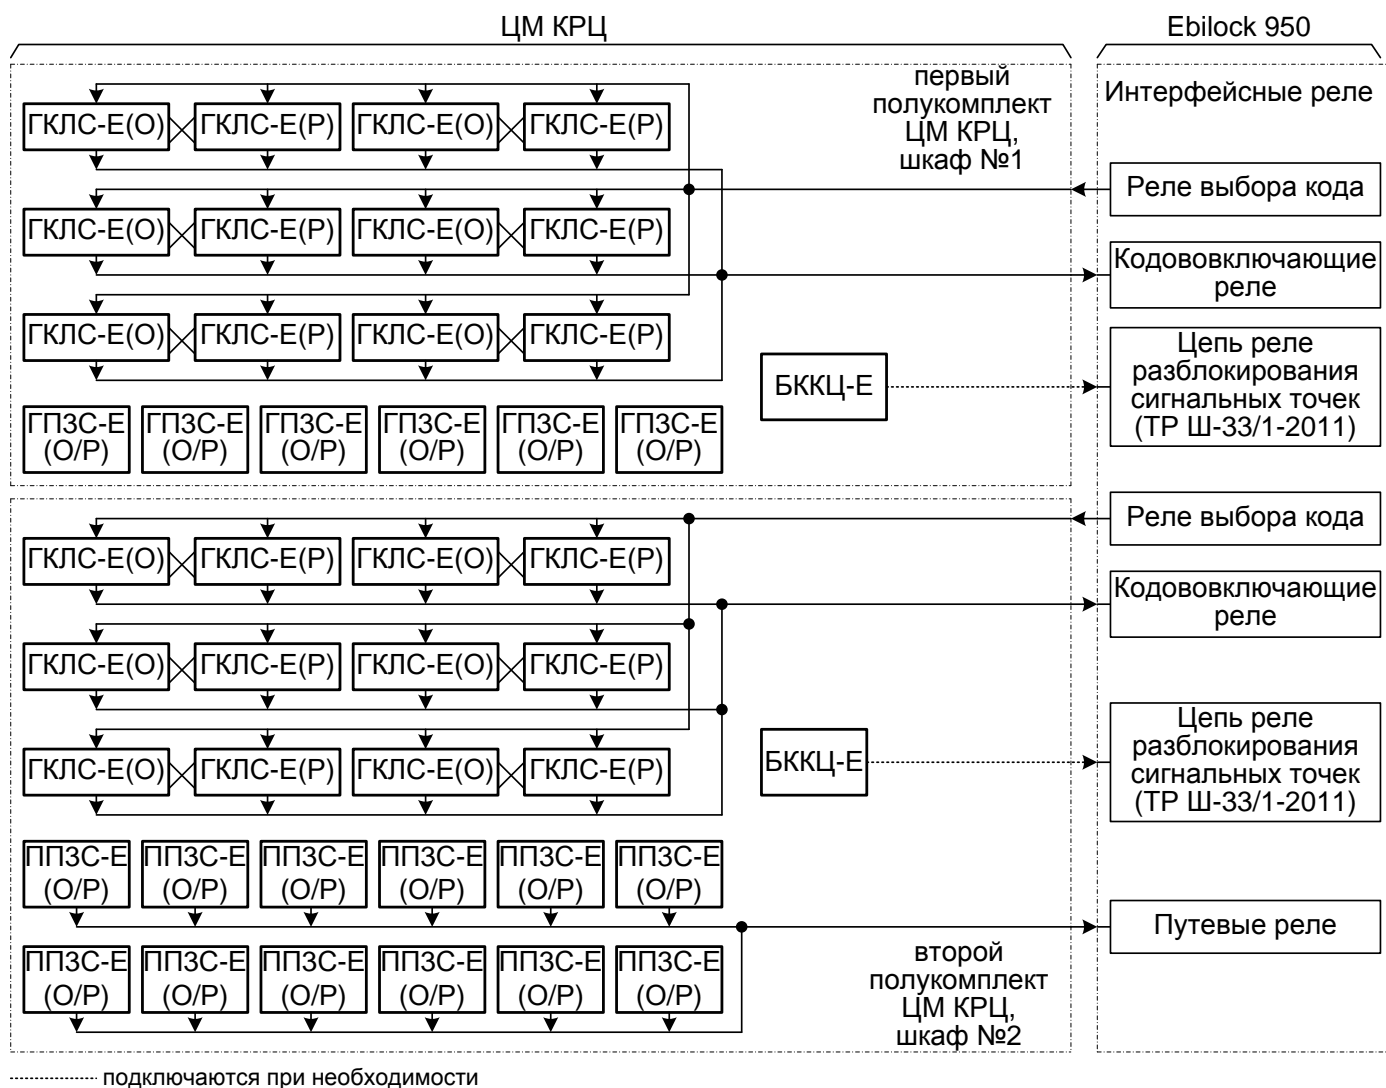 ЦМ КРЦ
Ebilock 950
первый
полукомплект
ЦМ КРЦ,
шкаф №1
Интерфейсные реле
ГКЛС-Е(О) ГКЛС-Е(Р) ГКЛС-Е(О) ГКЛС-Е(Р)
Реле выбора кода
ГКЛС-Е(О) ГКЛС-Е(Р) ГКЛС-Е(О) ГКЛС-Е(Р)
Кодововключающие
реле
ГКЛС-Е(О) ГКЛС-Е(Р) ГКЛС-Е(О) ГКЛС-Е(Р)
БККЦ-Е
Цепь реле
разблокирования
сигнальных точек
(ТР Ш-33/1-2011)
ГПЗС-Е ГПЗС-Е ГПЗС-Е ГПЗС-Е ГПЗС-Е ГПЗС-Е
(О/Р) (О/Р) (О/Р) (О/Р) (О/Р) (О/Р)
Реле выбора кода
ГКЛС-Е(О) ГКЛС-Е(Р) ГКЛС-Е(О) ГКЛС-Е(Р)
Кодововключающие
реле
ГКЛС-Е(О) ГКЛС-Е(Р) ГКЛС-Е(О) ГКЛС-Е(Р)
ГКЛС-Е(О) ГКЛС-Е(Р) ГКЛС-Е(О) ГКЛС-Е(Р)
БККЦ-Е
Цепь реле
разблокирования
сигнальных точек
(ТР Ш-33/1-2011)
ППЗС-Е ППЗС-Е ППЗС-Е ППЗС-Е ППЗС-Е ППЗС-Е
(О/Р) (О/Р) (О/Р) (О/Р) (О/Р) (О/Р)
Путевые реле
ППЗС-Е ППЗС-Е ППЗС-Е ППЗС-Е ППЗС-Е ППЗС-Е
(О/Р) (О/Р) (О/Р) (О/Р) (О/Р) (О/Р)
второй
полукомплект
ЦМ КРЦ,
шкаф №2
подключаются при необходимости